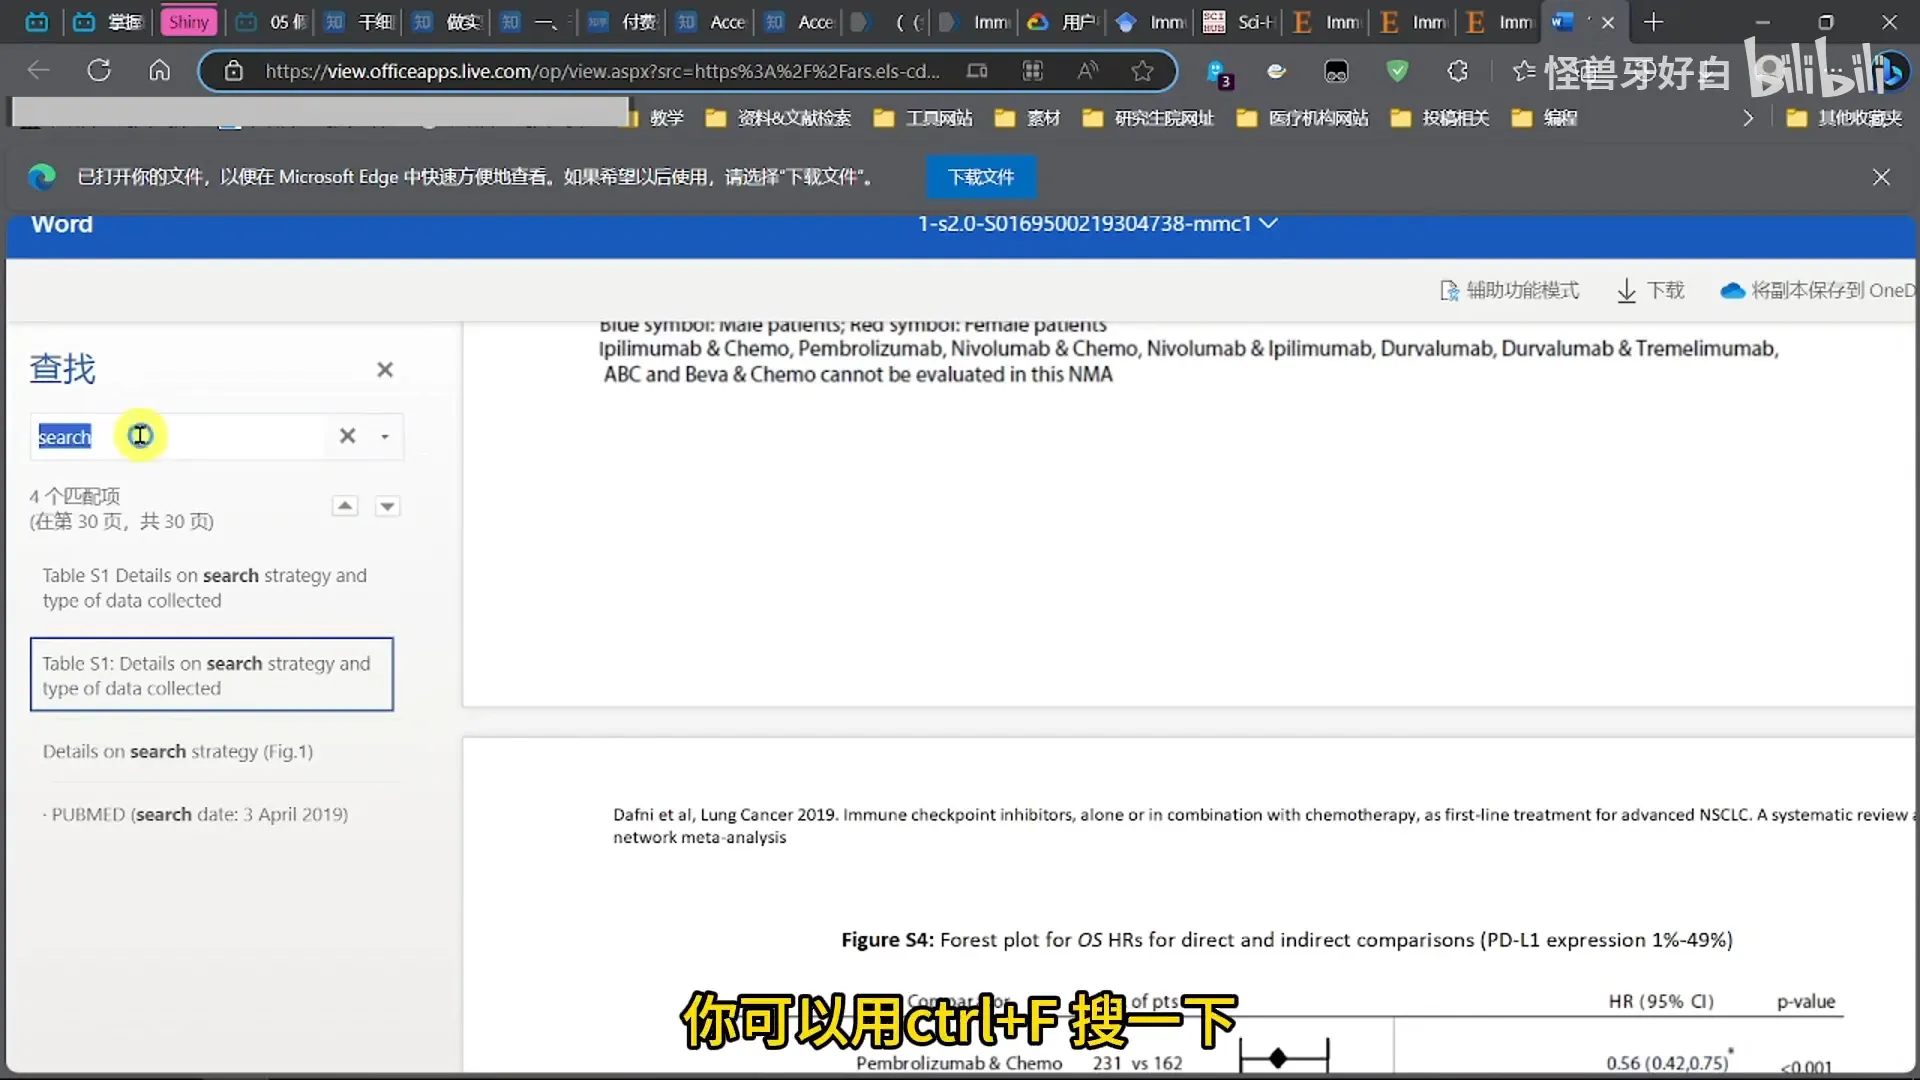 掌握
Shiny
05 假
知 干细
知 做实
知 一、
付费
知 Acce
知 Acce
Imm
用户
Imm
SCI HUB Sci-H
E Imm
E Imm
E Imm
https://view.officeapps.live.com/op/view.aspx?src=https%3A%2F%2Fars.els-cd...
3
怪兽牙好白 bilibili
教学 资料&文献检索 工具网站 素材 研究生院网址 医疗机构网站 投稿相关 编程 其他收藏夹
已打开你的文件，以便在 Microsoft Edge 中快速方便地查看。如果希望以后使用，请选择"下载文件"。 下载文件
Word 1-s2.0-S0169500219304738-mmc1
辅助功能模式 下载 将副本保存到 OneD
查找
search
4 个匹配项
(在第 30 页，共 30 页)
Table S1 Details on search strategy and
type of data collected
Table S1: Details on search strategy and
type of data collected
Details on search strategy (Fig.1)
· PUBMED (search date: 3 April 2019)
Blue symbol: Male patients; Red symbol: Female patients
Ipilimumab & Chemo, Pembrolizumab, Nivolumab & Chemo, Nivolumab & Ipilimumab, Durvalumab, Durvalumab & Tremelimumab,
ABC and Beva & Chemo cannot be evaluated in this NMA
Dafni et al, Lung Cancer 2019. Immune checkpoint inhibitors, alone or in combination with chemotherapy, as first-line treatment for advanced NSCLC. A systematic review
network meta-analysis
Figure S4: Forest plot for OS HRs for direct and indirect comparisons (PD-L1 expression 1%-49%)
of pts HR (95% CI) p-value
Pembrolizumab & Chemo 231 vs 162 0.56 (0.42,0.75)* <0.001
你可以用ctrl+F 搜一下